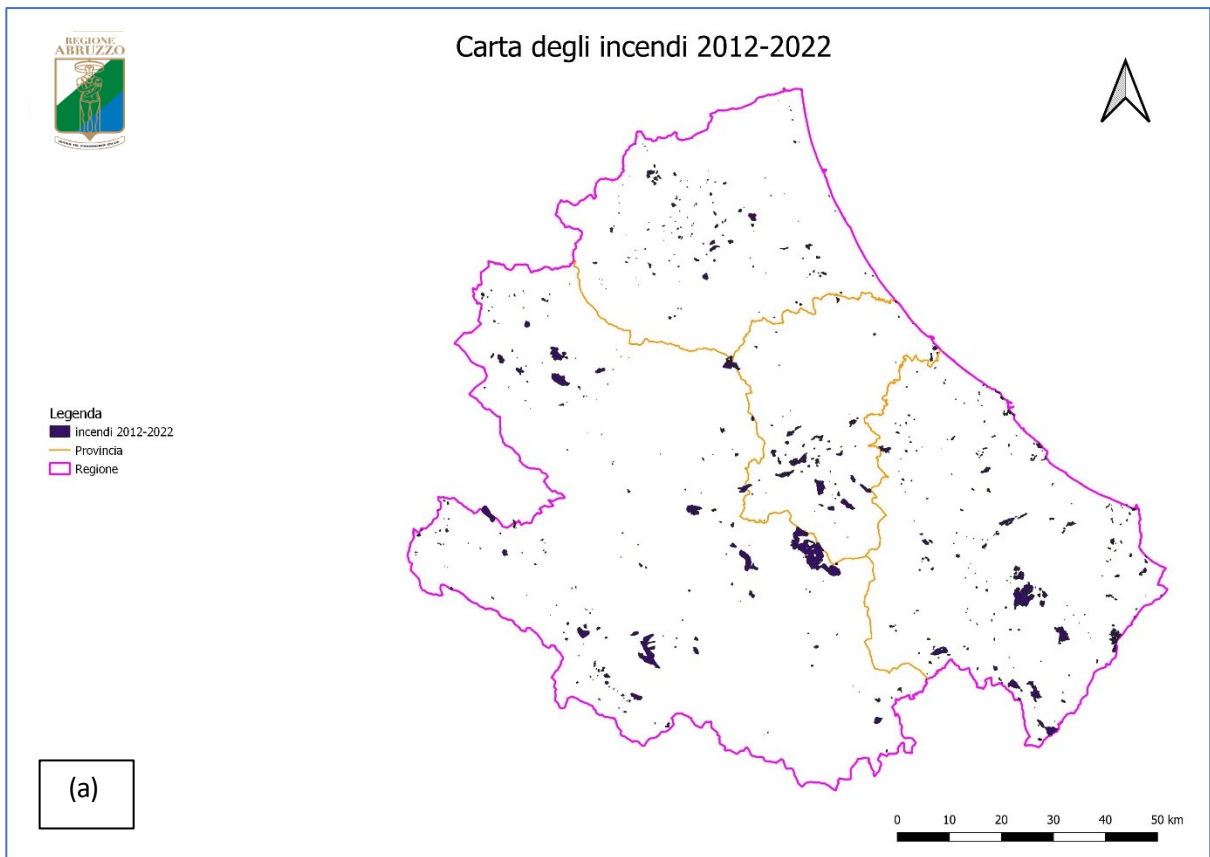 REGIONE
ABRUZZO
Carta degli incendi 2012-2022
Legenda
incendi 2012-2022
Provincia
Regione
(a)
0 10 20 30 40 50 km